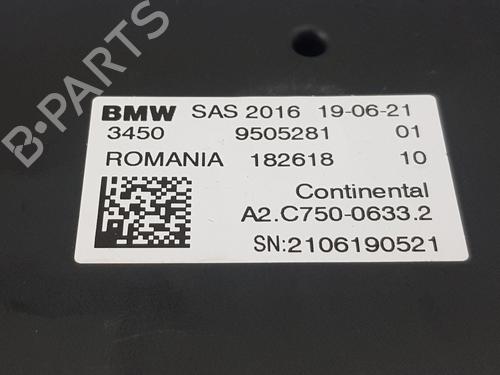 B-PARTS
BMW SAS 2016 19-06-21
3450 9505281 01
ROMANIA 182618 10
Continental
A2.C750-0633.2
SN:2106190521